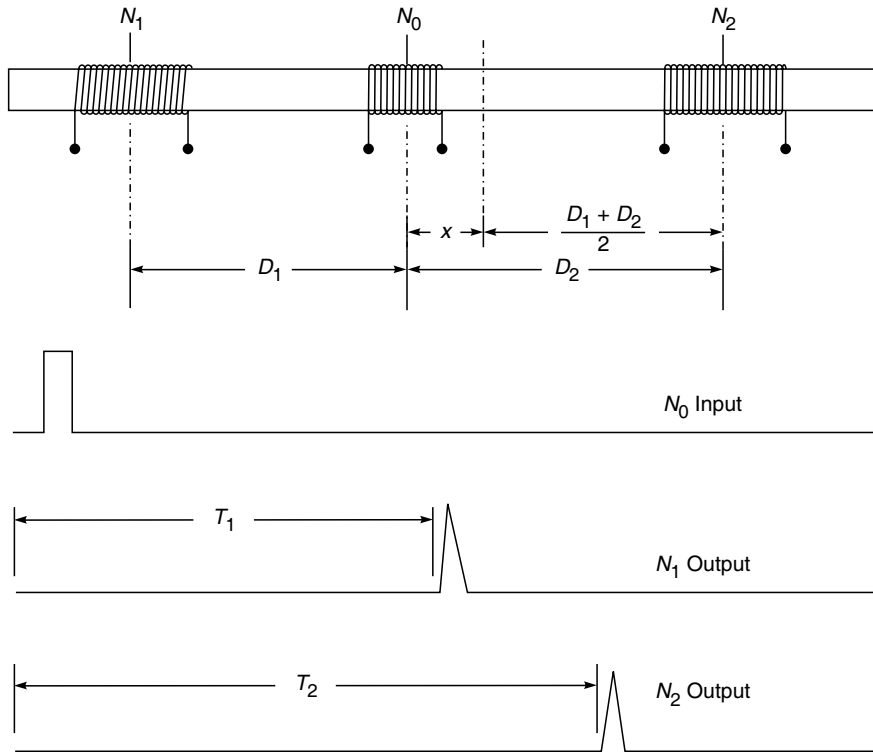 N₁ N₀ N₂
x (D₁ + D₂)/2
D₁ D₂
N₀ Input
T₁
N₁ Output
T₂
N₂ Output